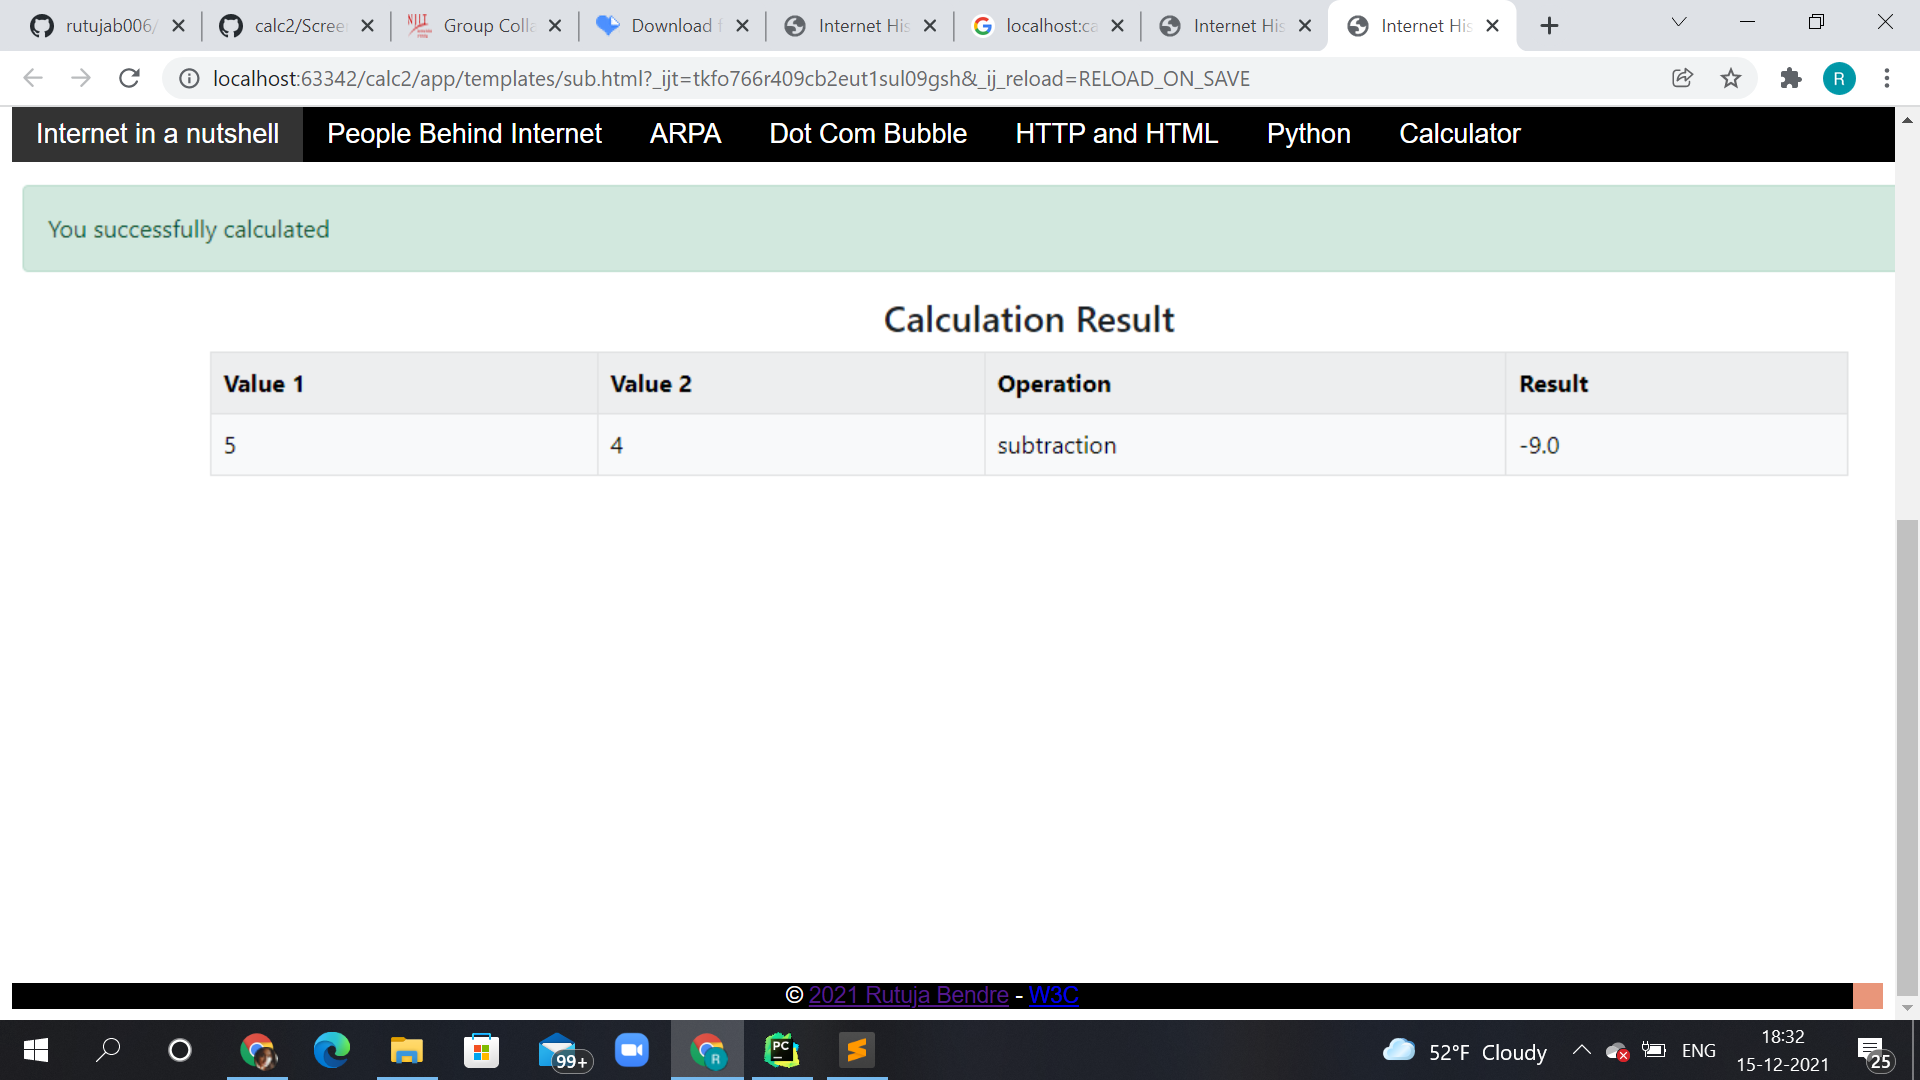 rutujab006/
calc2/Scree
Group Colla
Download f
Internet His
localhost:ca
Internet His
Internet His
localhost:63342/calc2/app/templates/sub.html?_ijt=tkfo766r409cb2eut1sul09gsh&_ij_reload=RELOAD_ON_SAVE
R
Internet in a nutshell People Behind Internet ARPA Dot Com Bubble HTTP and HTML Python Calculator
You successfully calculated
Calculation Result
Value 1 Value 2 Operation Result
5 4 subtraction -9.0
© 2021 Rutuja Bendre - W3C
99+
R
PC
52°F Cloudy
ENG
18:32
15-12-2021
25